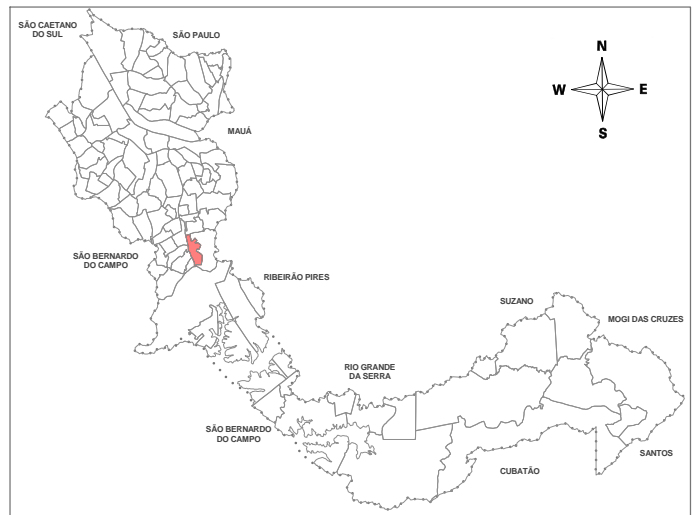 SÃO CAETANO
DO SUL
SÃO PAULO
N
W
E
S
MAUÁ
SÃO BERNARDO
DO CAMPO
RIBEIRÃO PIRES
SUZANO
MOGI DAS CRUZES
RIO GRANDE
DA SERRA
SÃO BERNARDO
DO CAMPO
SANTOS
CUBATÃO